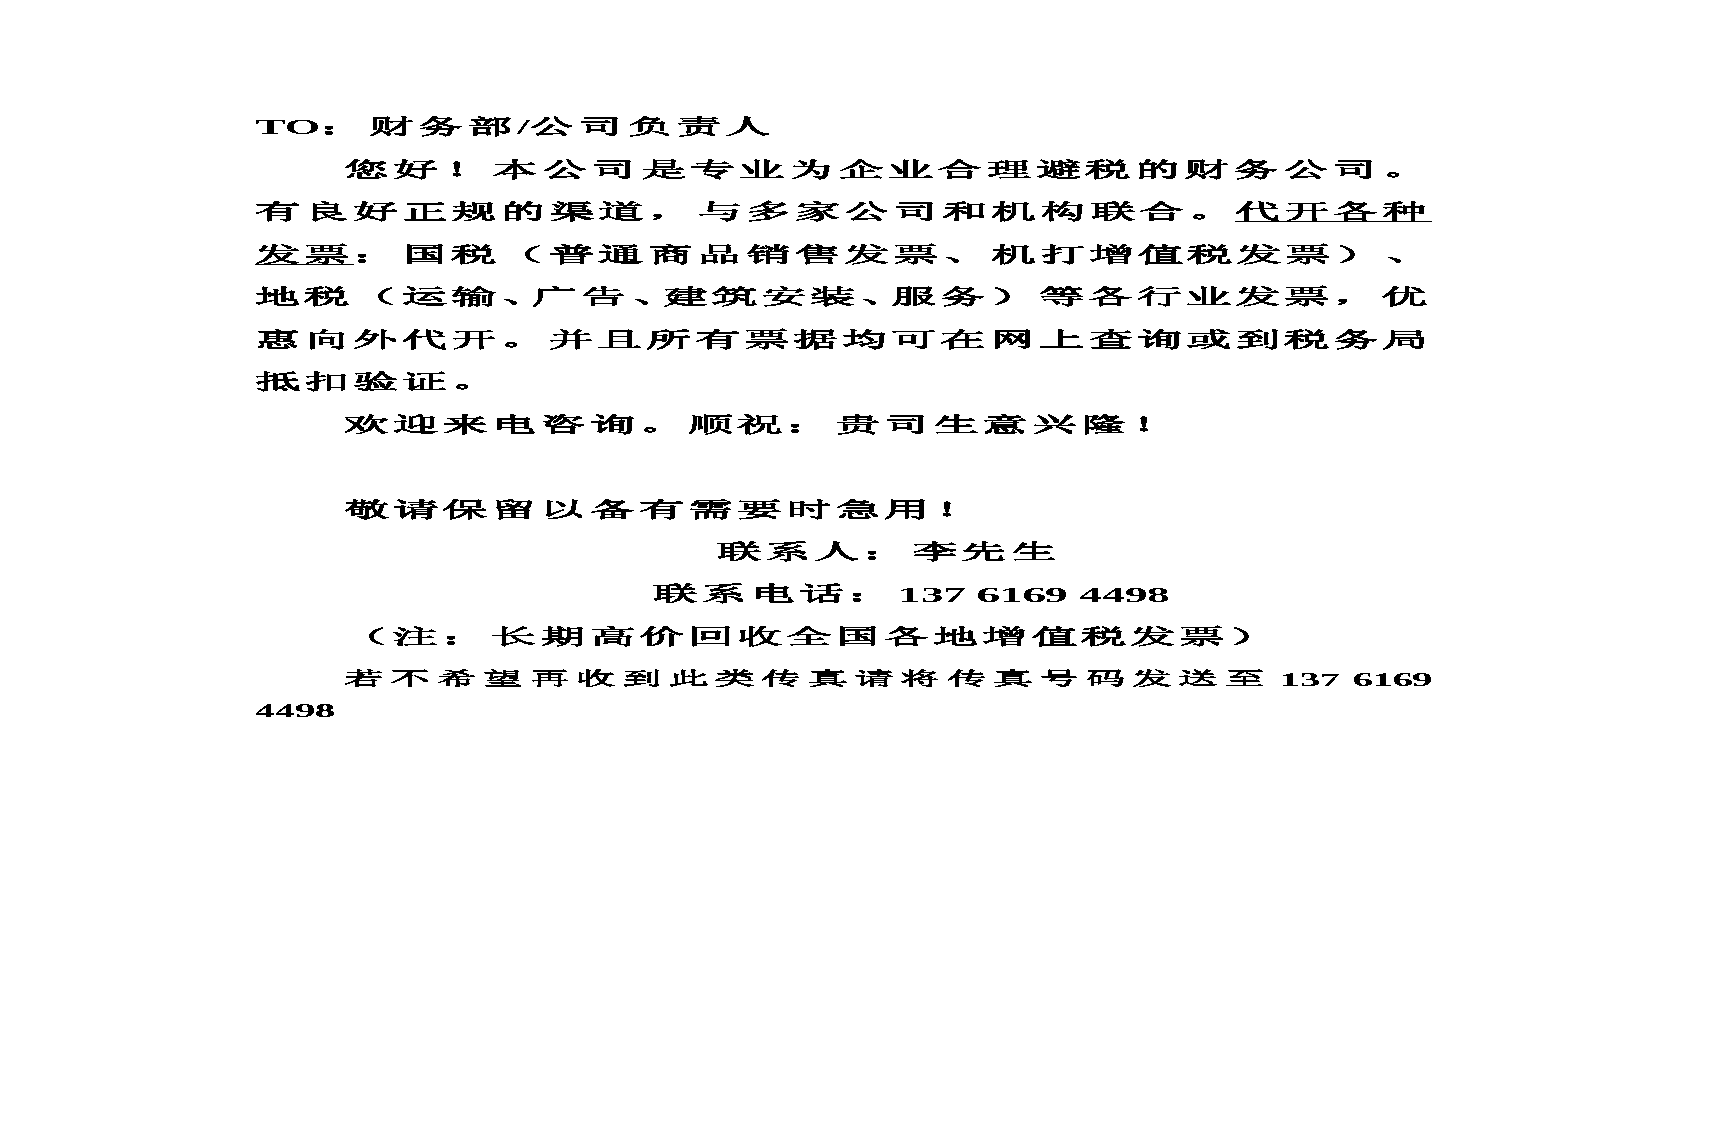 TO： 财务部/公司负责人
您好！本公司是专业为企业合理避税的财务公司。
有良好正规的渠道，与多家公司和机构联合。代开各种
发票：国税（普通商品销售发票、机打增值税发票）、
地税（运输、广告、建筑安装、服务）等各行业发票，优
惠向外代开。并且所有票据均可在网上查询或到税务局
抵扣验证。
欢迎来电咨询。顺祝：贵司生意兴隆！
敬请保留以备有需要时急用！
联系人：李先生
联系电话：137 6169 4498
（注：长期高价回收全国各地增值税发票）
若不希望再收到此类传真请将传真号码发送至 137 6169
4498